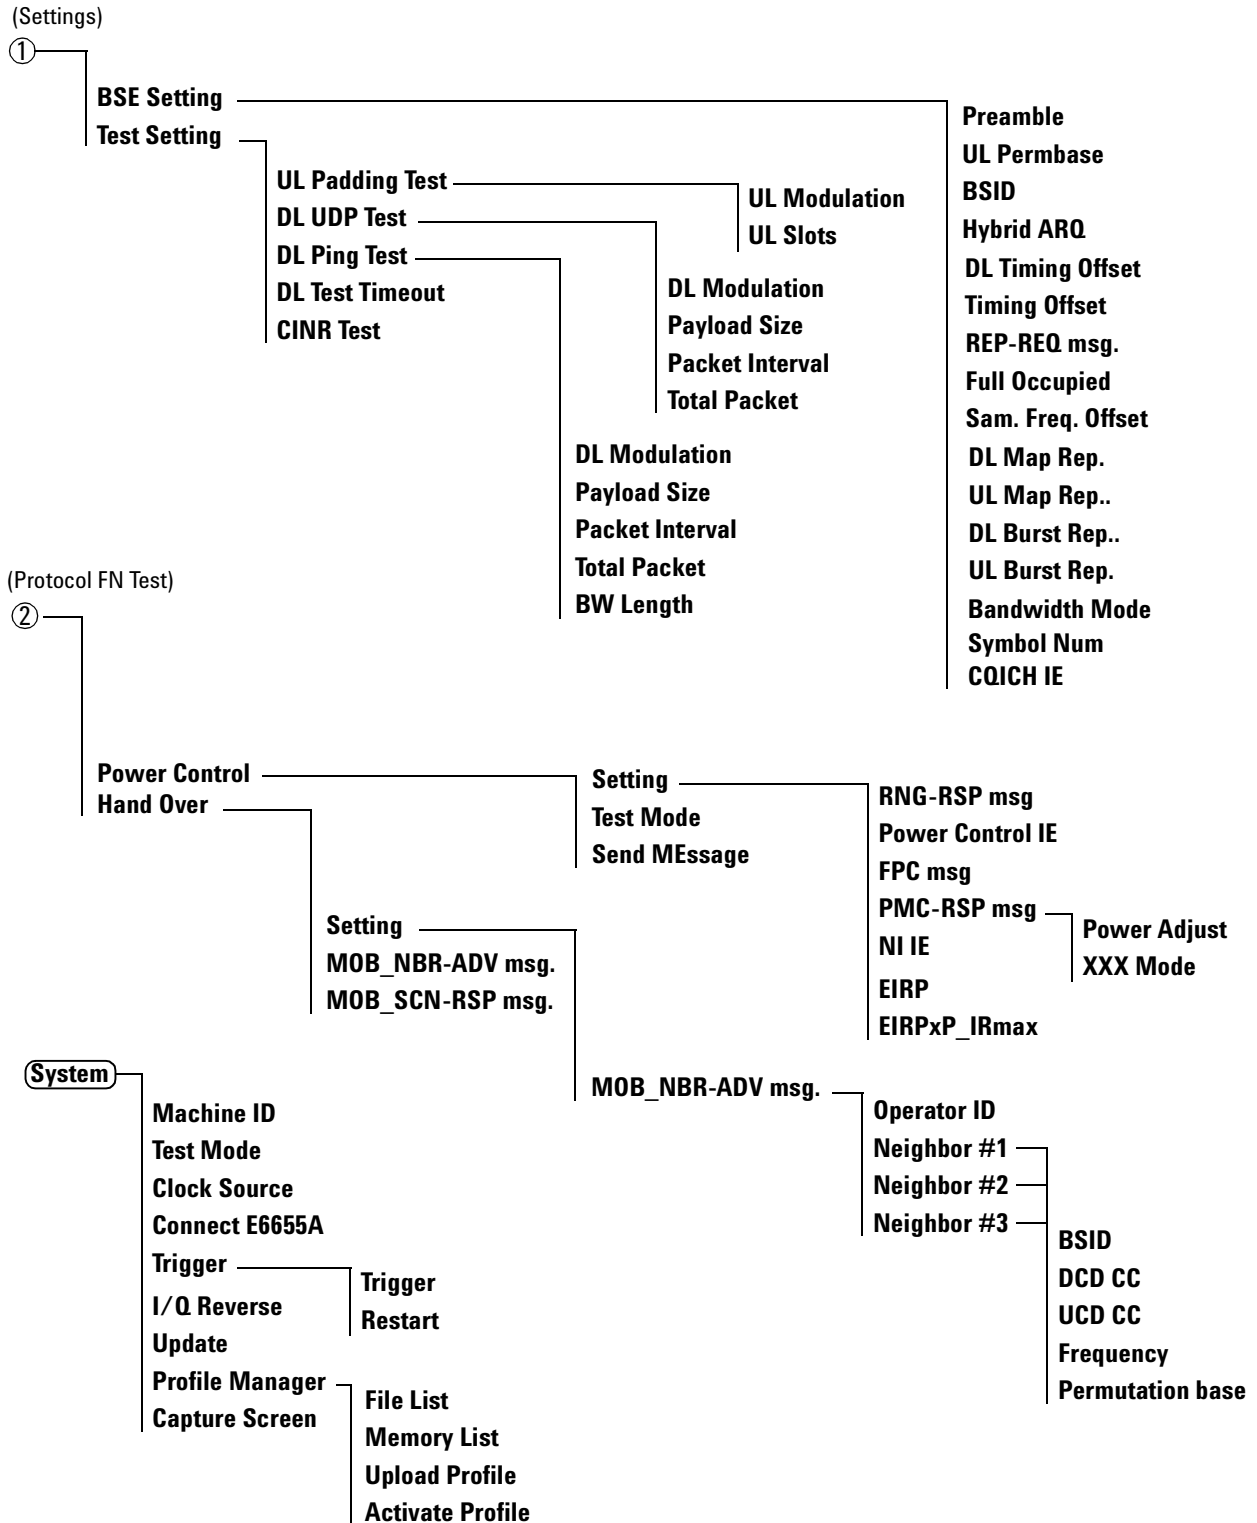 (Settings)
①
BSE Setting
Test Setting
UL Padding Test
DL UDP Test
DL Ping Test
DL Test Timeout
CINR Test
UL Modulation
UL Slots
DL Modulation
Payload Size
Packet Interval
Total Packet
DL Modulation
Payload Size
Packet Interval
Total Packet
BW Length
Preamble
UL Permbase
BSID
Hybrid ARQ
DL Timing Offset
Timing Offset
REP-REQ msg.
Full Occupied
Sam. Freq. Offset
DL Map Rep.
UL Map Rep..
DL Burst Rep..
UL Burst Rep.
Bandwidth Mode
Symbol Num
CQICH IE
(Protocol FN Test)
②
Power Control
Hand Over
Setting
Test Mode
Send MEssage
RNG-RSP msg
Power Control IE
FPC msg
PMC-RSP msg
NI IE
EIRP
EIRPxP_IRmax
Power Adjust
XXX Mode
Setting
MOB_NBR-ADV msg.
MOB_SCN-RSP msg.
MOB_NBR-ADV msg.
Operator ID
Neighbor #1
Neighbor #2
Neighbor #3
BSID
DCD CC
UCD CC
Frequency
Permutation base
System
Machine ID
Test Mode
Clock Source
Connect E6655A
Trigger
I/Q Reverse
Update
Profile Manager
Capture Screen
Trigger
Restart
File List
Memory List
Upload Profile
Activate Profile